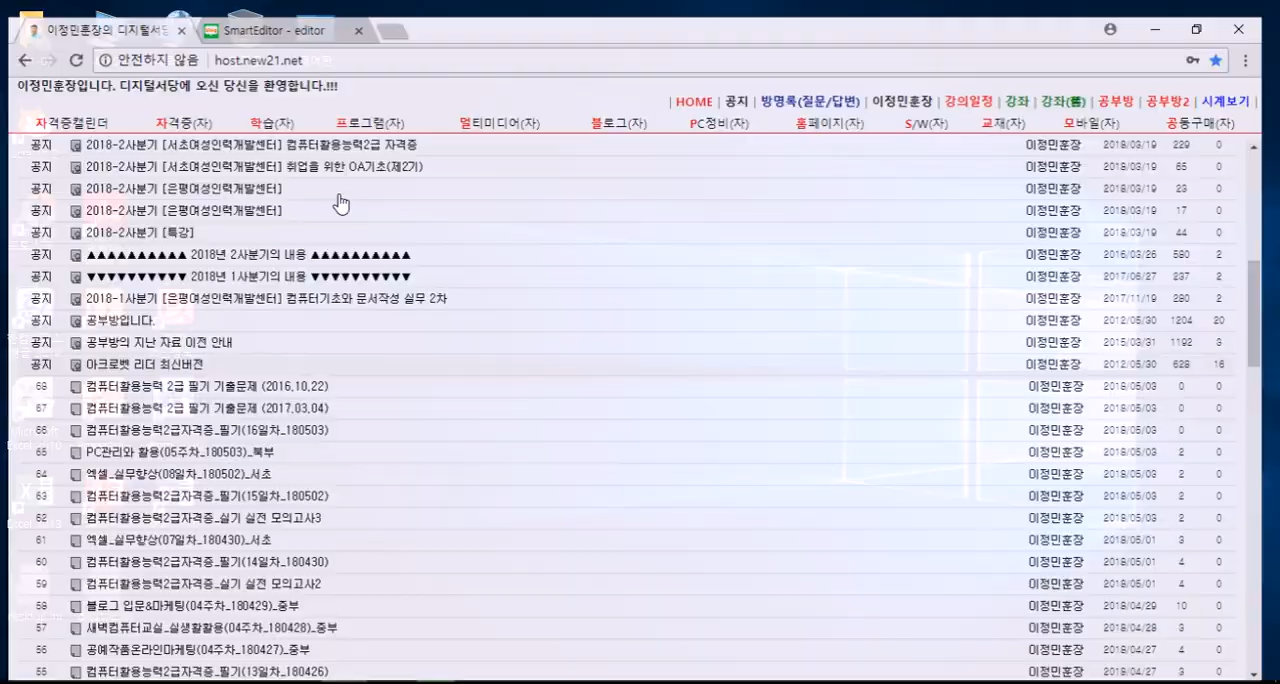 이정민훈장의 디지털서당
SmartEditor - editor
안전하지 않음 | host.new21.net
이정민훈장입니다. 디지털서당에 오신 당신을 환영합니다.!!!
| HOME | 공지 | 방명록(질문/답변) | 이정민훈장 | 강의일정 | 강좌 | 강좌(舊) | 공부방 | 공부방2 | 시계보기 |
자격증캘린더 자격증(자) 학습(자) 프로그램(자) 멀티미디어(자) 블로그(자) PC정비(자) 홈페이지(자) S/W(자) 교재(자) 모바일(자) 공동구매(자)
공지 2018-2사분기 [서초여성인력개발센터] 컴퓨터활용능력2급 자격증 이정민훈장 2018/03/19 229 0
공지 2018-2사분기 [서초여성인력개발센터] 취업을 위한 OA기초(제2기) 이정민훈장 2018/03/19 65 0
공지 2018-2사분기 [은평여성인력개발센터] 이정민훈장 2018/03/19 23 0
공지 2018-2사분기 [은평여성인력개발센터] 이정민훈장 2018/03/19 17 0
공지 2018-2사분기 [특강] 이정민훈장 2018/03/19 44 0
공지 ▲▲▲▲▲▲▲▲▲▲ 2018년 2사분기의 내용 ▲▲▲▲▲▲▲▲▲▲ 이정민훈장 2016/03/26 580 2
공지 ▼▼▼▼▼▼▼▼▼▼ 2018년 1사분기의 내용 ▼▼▼▼▼▼▼▼▼▼ 이정민훈장 2017/06/27 237 2
공지 2018-1사분기 [은평여성인력개발센터] 컴퓨터기초와 문서작성 실무 2차 이정민훈장 2017/11/19 280 2
공지 공부방입니다. 이정민훈장 2012/05/30 1204 20
공지 공부방의 지난 자료 이전 안내 이정민훈장 2015/03/31 1192 3
공지 아크로벳 리더 최신버전 이정민훈장 2012/05/30 628 16
68 컴퓨터활용능력 2급 필기 기출문제 (2016.10.22) 이정민훈장 2018/05/03 0 0
67 컴퓨터활용능력 2급 필기 기출문제 (2017.03.04) 이정민훈장 2018/05/03 0 0
66 컴퓨터활용능력2급자격증_필기(16일차_180503) 이정민훈장 2018/05/03 0 0
65 PC관리와 활용(05주차_180503)_북부 이정민훈장 2018/05/03 2 0
64 엑셀_실무향상(08일차_180502)_서초 이정민훈장 2018/05/03 2 0
63 컴퓨터활용능력2급자격증_필기(15일차_180502) 이정민훈장 2018/05/03 2 0
62 컴퓨터활용능력2급자격증_실기 실전 모의고사3 이정민훈장 2018/05/03 2 0
61 엑셀_실무향상(07일차_180430)_서초 이정민훈장 2018/05/01 3 0
60 컴퓨터활용능력2급자격증_필기(14일차_180430) 이정민훈장 2018/05/01 4 0
59 컴퓨터활용능력2급자격증_실기 실전 모의고사2 이정민훈장 2018/05/01 4 0
58 블로그 입문&마케팅(04주차_180429)_중부 이정민훈장 2018/04/29 10 0
57 새벽컴퓨터교실_실생활활용(04주차_180428)_중부 이정민훈장 2018/04/28 3 0
56 공예작품온라인마케팅(04주차_180427)_중부 이정민훈장 2018/04/27 4 0
55 컴퓨터활용능력2급자격증_필기(13일차_180426) 이정민훈장 2018/04/27 3 0